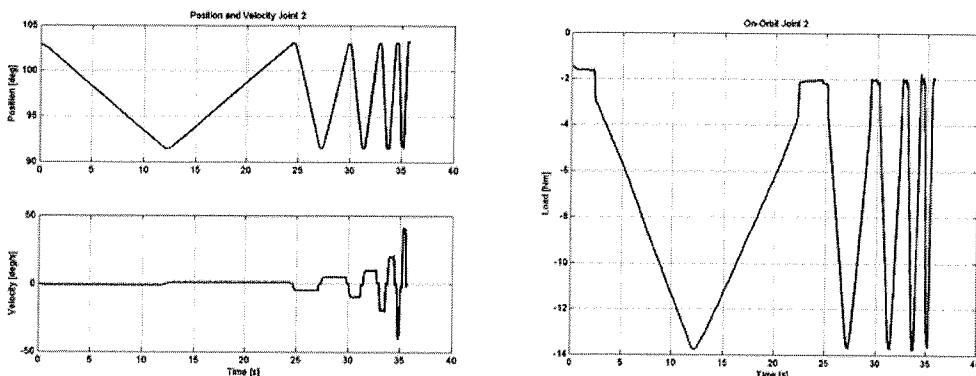 Position and Velocity Joint 2
105
100
95
90
Position [deg]
0 5 10 15 20 25 30 35 40
50
0
-50
Velocity [deg/s]
0 5 10 15 20 25 30 35 40
Time [s]
On-Orbit Joint 2
0
-2
-4
-6
-8
-10
-12
-14
Load [Nm]
0 5 10 15 20 25 30 35 40
Time [s]